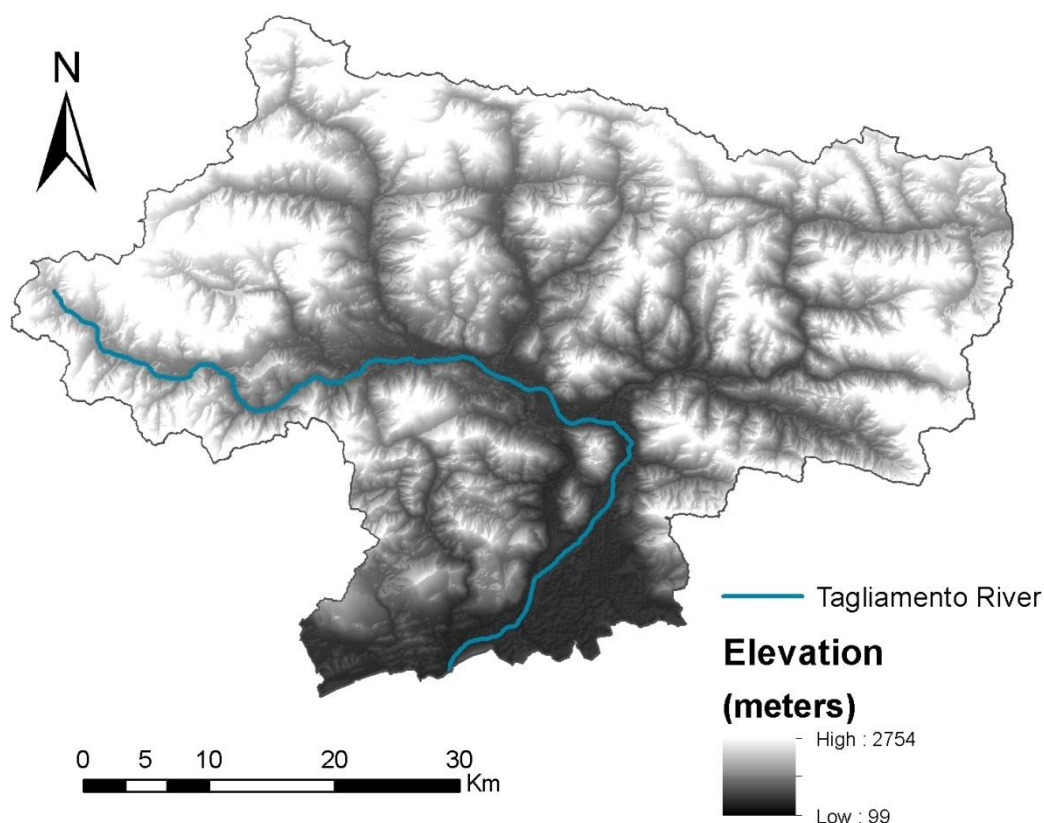 N
Tagliamento River
Elevation
(meters)
High : 2754
Low : 99
0 5 10 20 30
Km